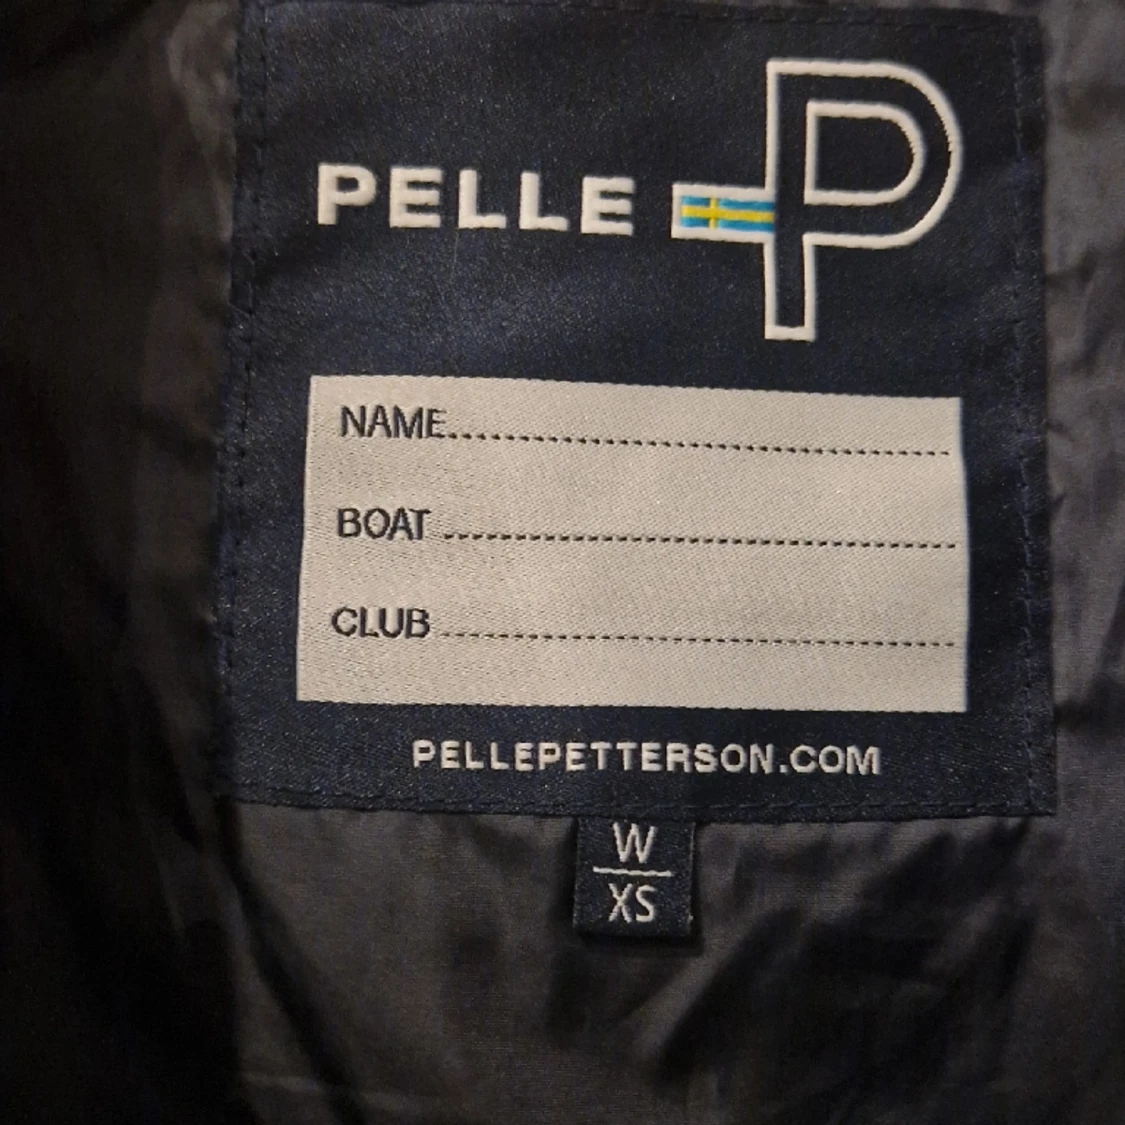 PELLE P
NAME
BOAT
CLUB
PELLEPETTERSON.COM
W
XS